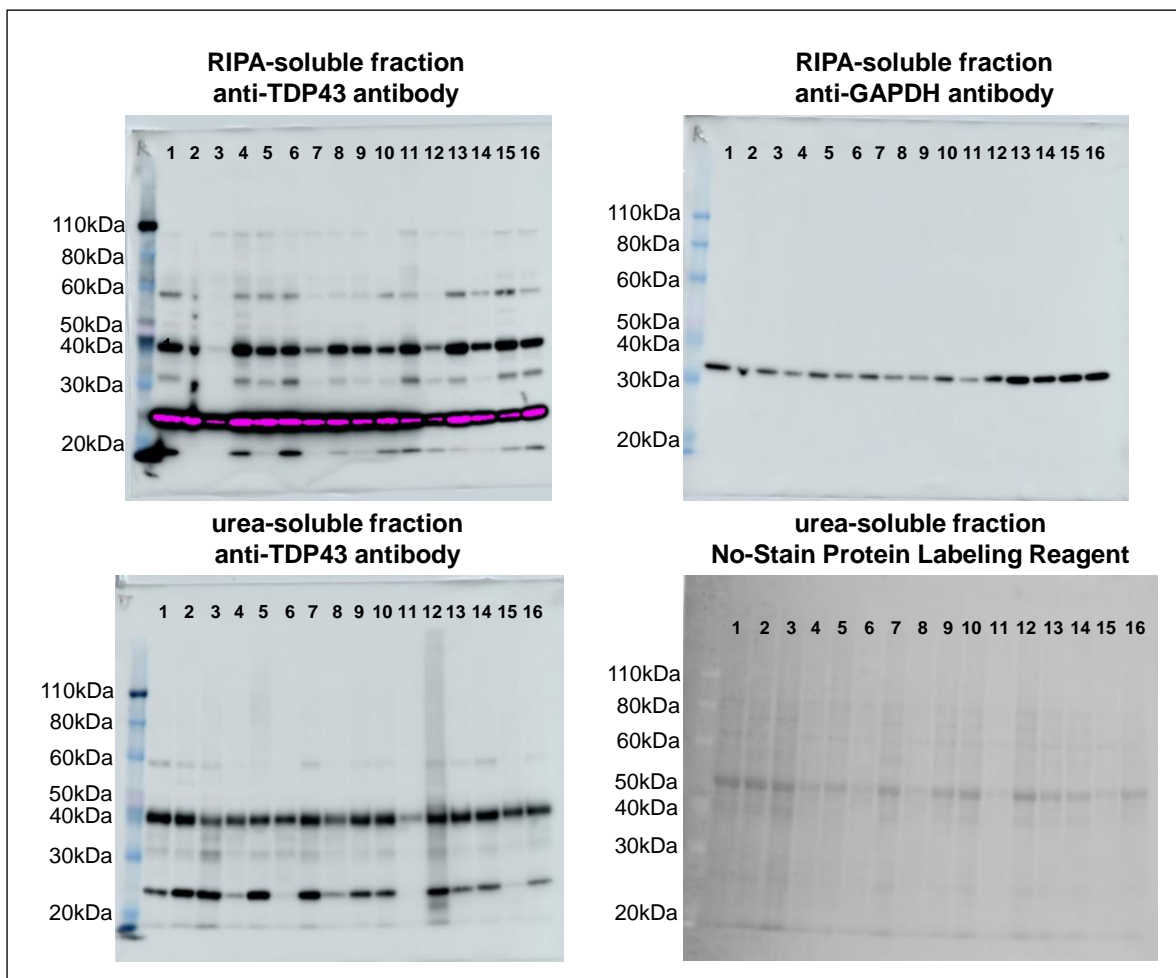 RIPA-soluble fraction
anti-TDP43 antibody
1 2 3 4 5 6 7 8 9 10 11 12 13 14 15 16
110kDa
80kDa
60kDa
50kDa
40kDa
30kDa
20kDa
RIPA-soluble fraction
anti-GAPDH antibody
1 2 3 4 5 6 7 8 9 10 11 12 13 14 15 16
110kDa
80kDa
60kDa
50kDa
40kDa
30kDa
20kDa
urea-soluble fraction
anti-TDP43 antibody
1 2 3 4 5 6 7 8 9 10 11 12 13 14 15 16
110kDa
80kDa
60kDa
50kDa
40kDa
30kDa
20kDa
urea-soluble fraction
No-Stain Protein Labeling Reagent
1 2 3 4 5 6 7 8 9 10 11 12 13 14 15 16
110kDa
80kDa
60kDa
50kDa
40kDa
30kDa
20kDa